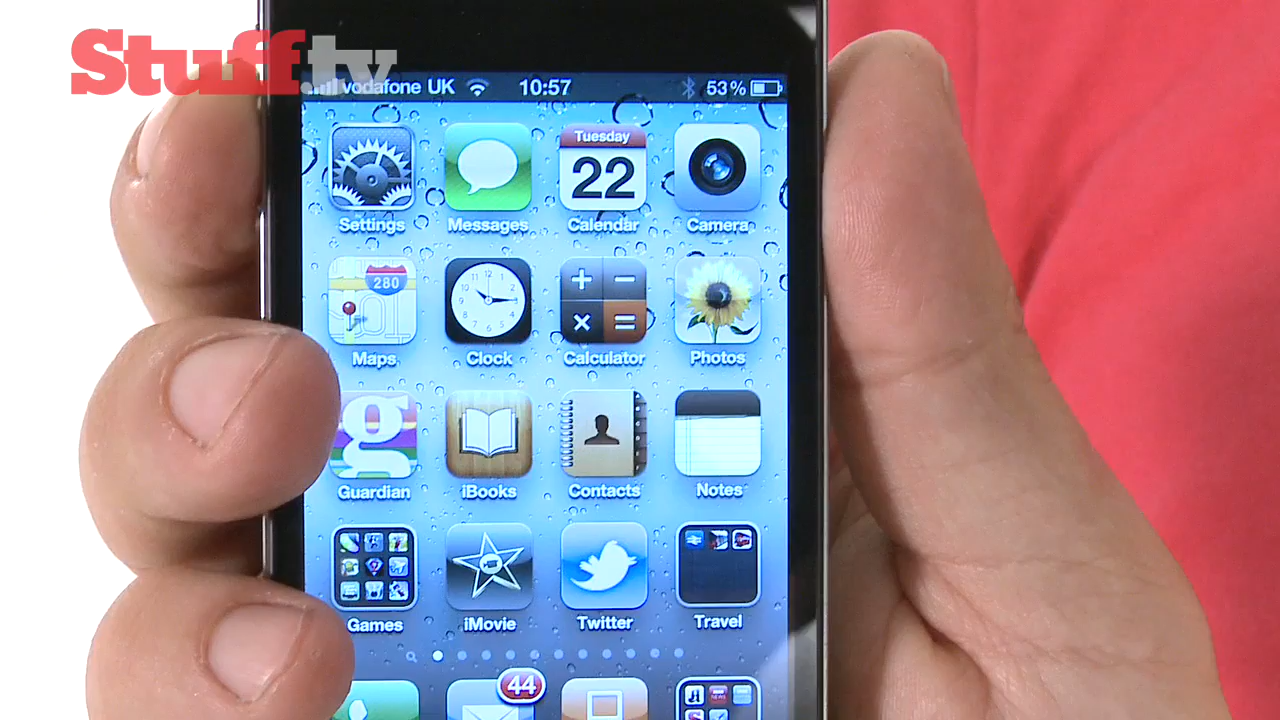 Stuff.tv
vodafone UK 10:57 53%
Tuesday
22
Settings Messages Calendar Camera
280
Maps Clock Calculator Photos
g
Guardian iBooks Contacts Notes
Games iMovie Twitter Travel
44